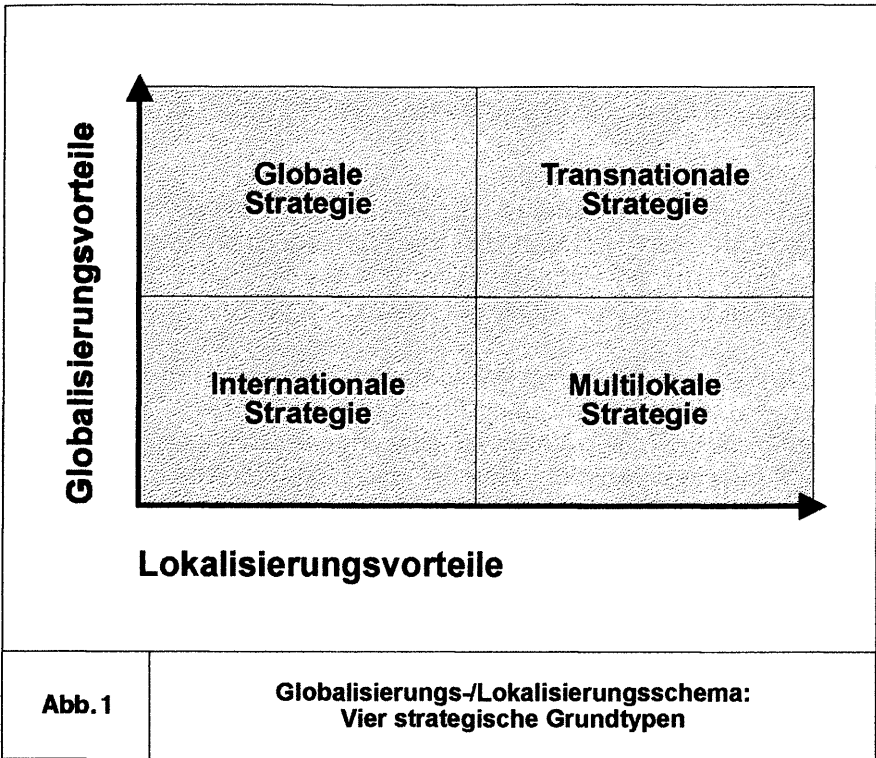 Globalisierungsvorteile
Globale
Strategie
Transnationale
Strategie
Internationale
Strategie
Multilokale
Strategie
Lokalisierungsvorteile
Abb.1
Globalisierungs-/Lokalisierungsschema:
Vier strategische Grundtypen